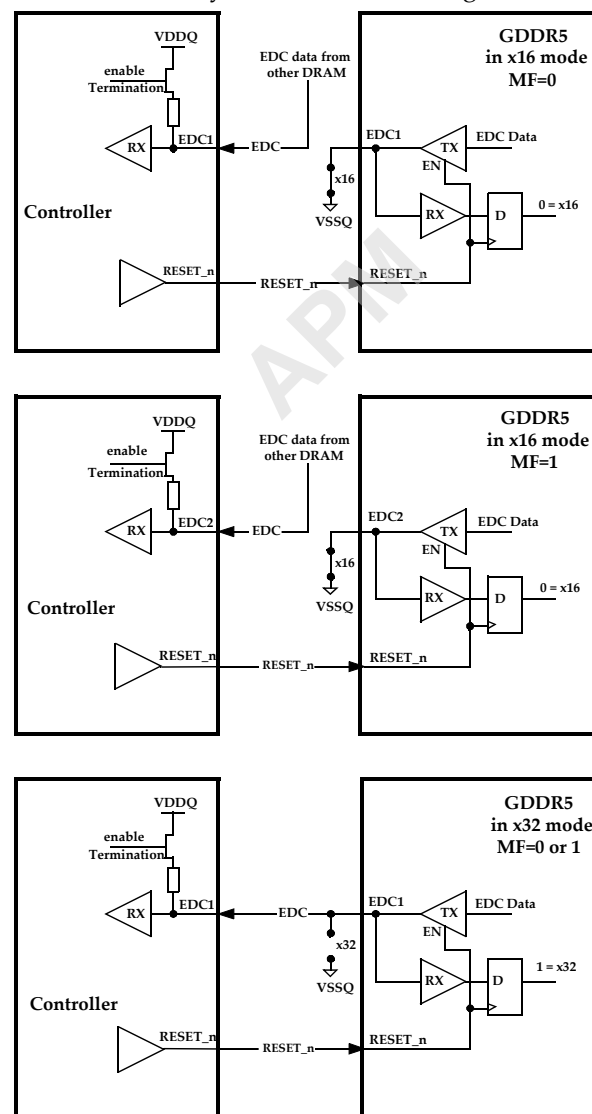 VDDQ
enable
Termination
RX
EDC1
EDC
EDC data from
other DRAM
Controller
RESET_n
RESET_n
GDDR5
in x16 mode
MF=0
EDC1
TX
EDC Data
EN
x16
VSSQ
RX
D
0 = x16
RESET_n
APM
VDDQ
enable
Termination
RX
EDC2
EDC
EDC data from
other DRAM
Controller
RESET_n
RESET_n
GDDR5
in x16 mode
MF=1
EDC2
TX
EDC Data
EN
x16
VSSQ
RX
D
0 = x16
RESET_n
VDDQ
enable
Termination
RX
EDC1
EDC
Controller
RESET_n
RESET_n
x32
VSSQ
GDDR5
in x32 mode
MF=0 or 1
EDC1
TX
EDC Data
EN
RX
D
1 = x32
RESET_n